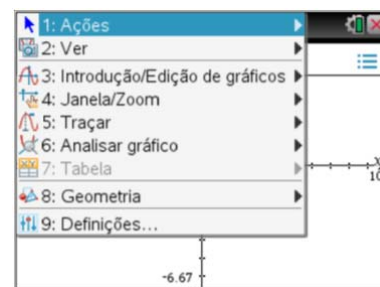 1: Ações
2: Ver
3: Introdução/Edição de gráficos
4: Janela/Zoom
5: Traçar
6: Analisar gráfico
7: Tabela
8: Geometria
9: Definições...
x
10
-6.67